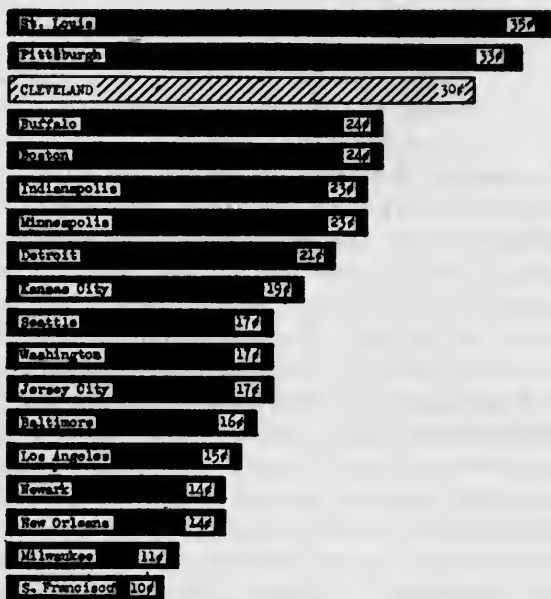 St. Louis 35¢
Pittsburgh 33¢
CLEVELAND 30¢
Buffalo 24¢
Boston 24¢
Indianapolis 23¢
Minneapolis 23¢
Detroit 21¢
Kansas City 19¢
Seattle 17¢
Washington 17¢
Jersey City 17¢
Baltimore 16¢
Los Angeles 15¢
Newark 14¢
New Orleans 14¢
Milwaukee 11¢
S. Francisco 10¢